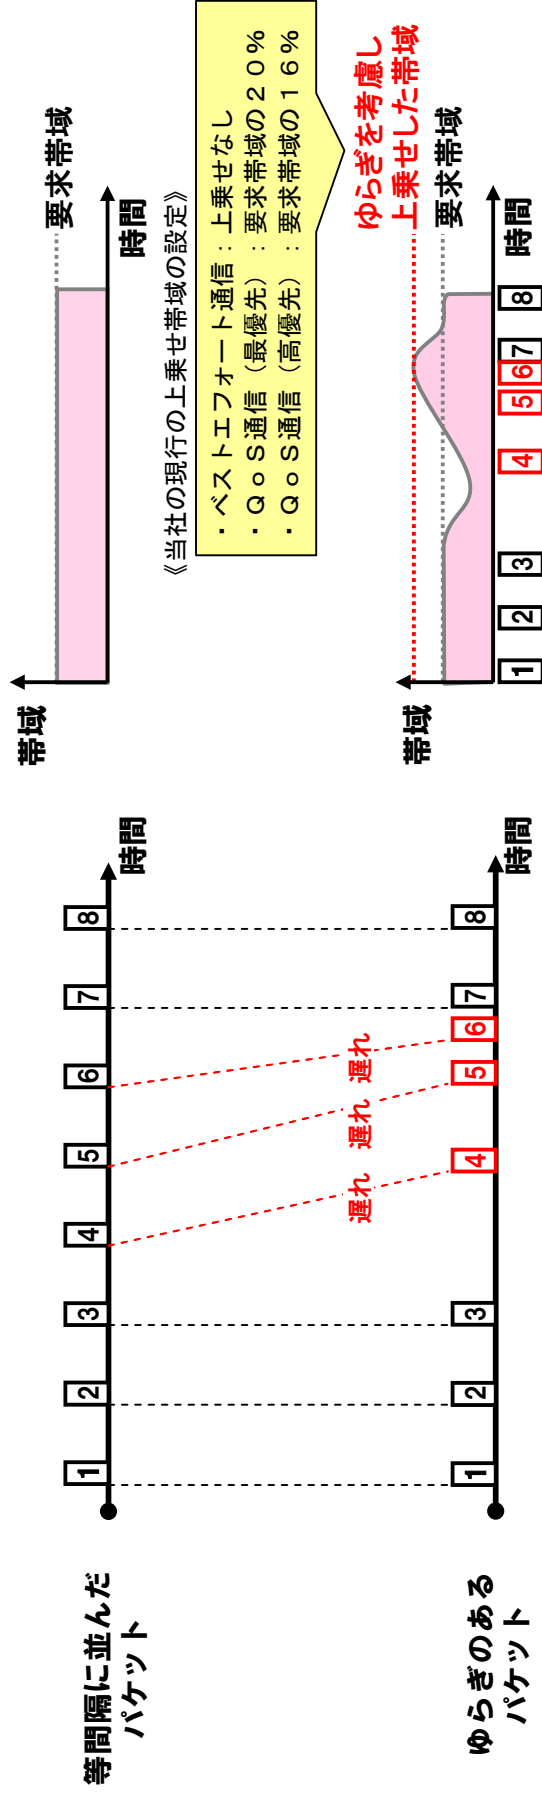 等間隔に並んだ
パケット
1 2 3 4 5 6 7 8
時間
遅れ 遅れ 遅れ
ゆらぎのある
パケット
1 2 3 4 5 6 7 8
時間
帯域
要求帯域
時間
《当社の現行の上乗せ帯域の設定》
・ベストエフォート通信：上乗せなし
・ＱｏＳ通信（最優先）：要求帯域の２０％
・ＱｏＳ通信（高優先）：要求帯域の１６％
ゆらぎを考慮し
上乗せした帯域
帯域
要求帯域
時間
1 2 3 4 5 6 7 8